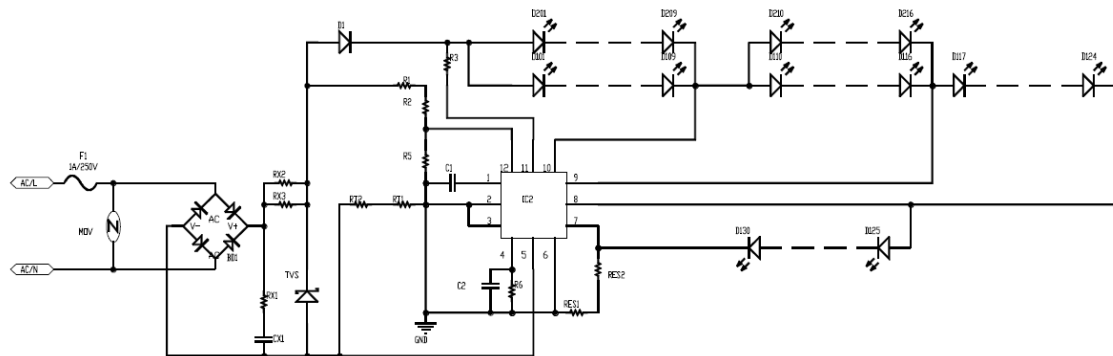 D201
D209
D210
D216
D1
R3
D101
D109
D110
D116
D117
D124
R1
R2
12
11
10
R5
C1
F1
1A/250V
AC/L
RX2
RX3
1
9
IC2
2
8
RT2
RT1
3
7
AC
V-
V+
AC
BD1
MOV
N
D130
D125
4
5
6
AC/N
TVS
RES2
RX1
C2
R6
RES1
CX1
GND